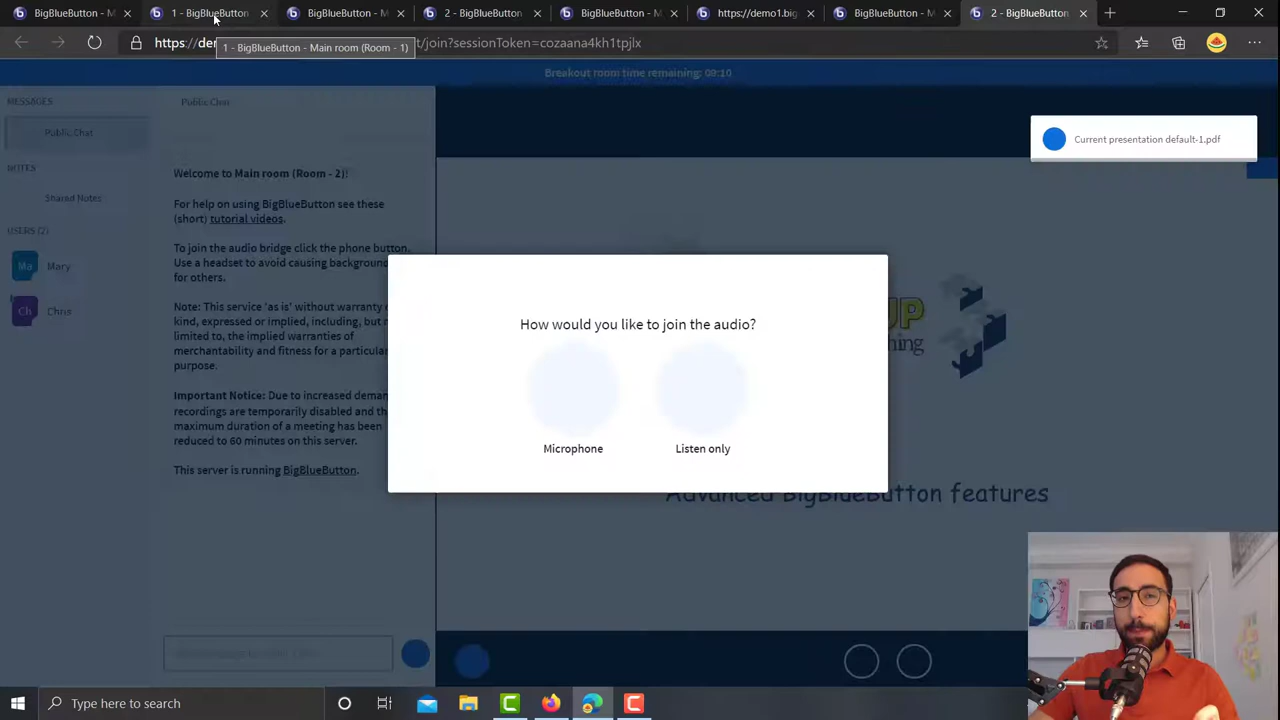 BigBlueButton - M
1 - BigBlueButton
BigBlueButton - M
2 - BigBlueButton
BigBlueButton - M
https://demo1.big
BigBlueButton - M
2 - BigBlueButton
https://der
t/join?sessionToken=cozaana4kh1tpjlx
1 - BigBlueButton - Main room (Room - 1)
Breakout room time remaining: 09:10
MESSAGES
Public Chat
Public Chat
Current presentation default-1.pdf
NOTES
Shared Notes
USERS (2)
Ma
Mary
Ch
Chris
Welcome to Main room (Room - 2)!
For help on using BigBlueButton see these
(short) tutorial videos.
To join the audio bridge click the phone button.
Use a headset to avoid causing background
for others.
Note: This service 'as is' without warranty o
kind, expressed or implied, including, but n
limited to, the implied warranties of
merchantability and fitness for a particular
purpose.
Important Notice: Due to increased deman
recordings are temporarily disabled and th
maximum duration of a meeting has been
reduced to 60 minutes on this server.
This server is running BigBlueButton.
How would you like to join the audio?
Microphone
Listen only
UP
hing
Advanced BigBlueButton features
Type here to search